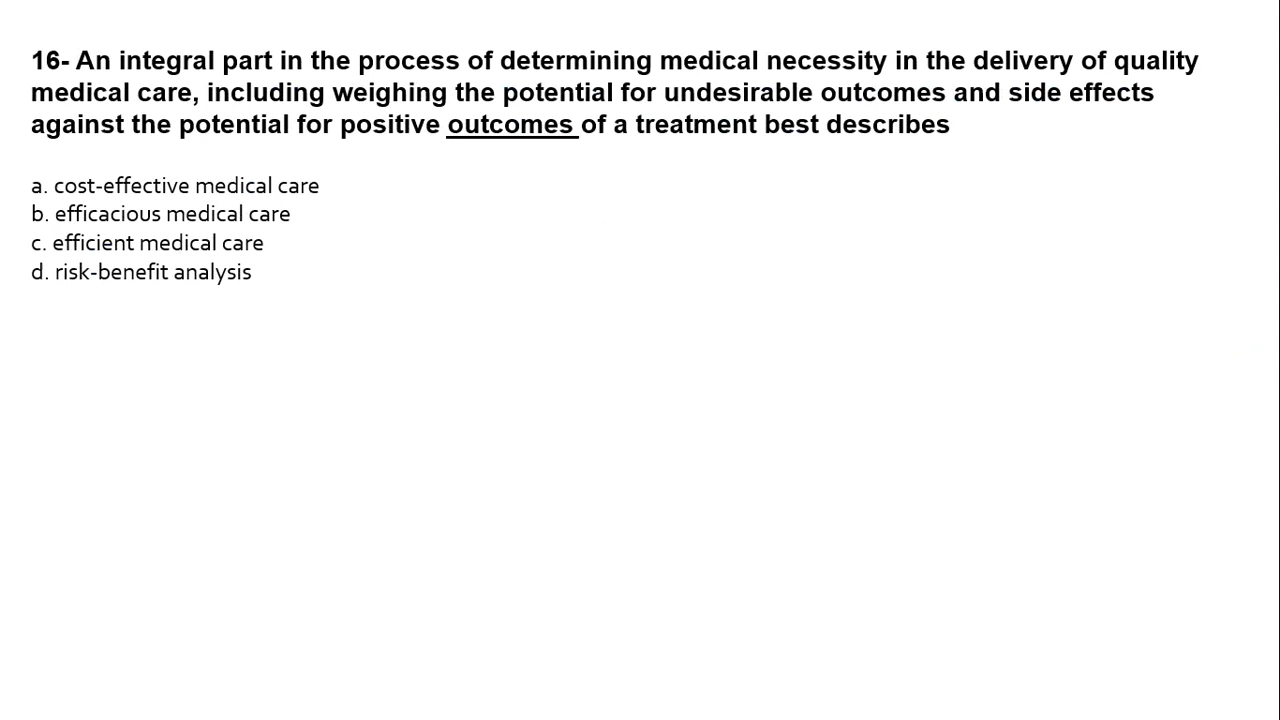 16- An integral part in the process of determining medical necessity in the delivery of quality
medical care, including weighing the potential for undesirable outcomes and side effects
against the potential for positive outcomes of a treatment best describes
a. cost-effective medical care
b. efficacious medical care
c. efficient medical care
d. risk-benefit analysis